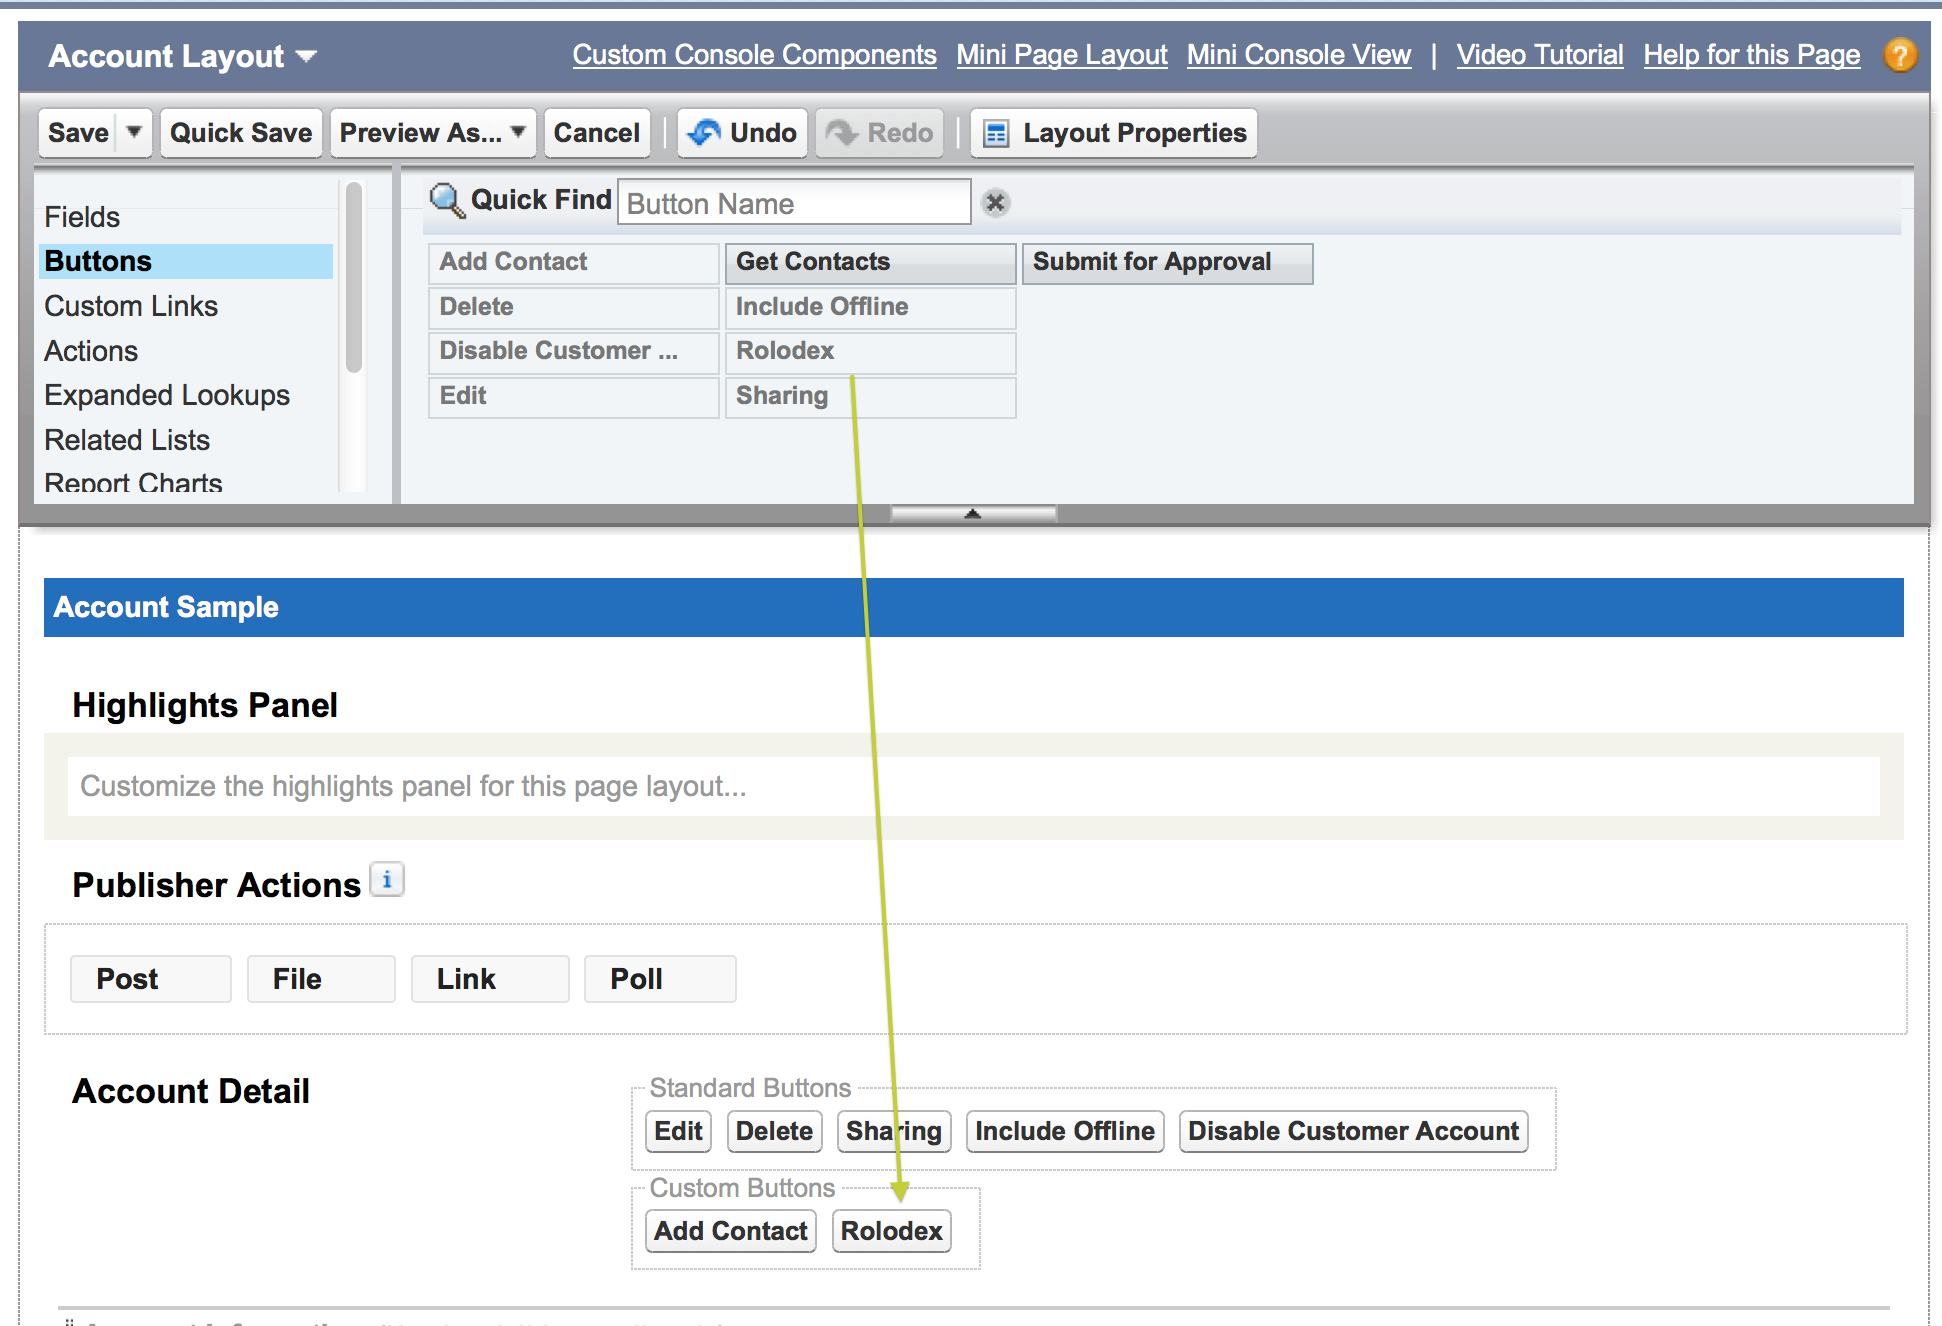 Account Layout
Custom Console Components Mini Page Layout Mini Console View | Video Tutorial Help for this Page ?
Save Quick Save Preview As... Cancel Undo Redo Layout Properties
Fields
Buttons
Custom Links
Actions
Expanded Lookups
Related Lists
Report Charts
Quick Find Button Name
Add Contact Get Contacts Submit for Approval
Delete Include Offline
Disable Customer ... Rolodex
Edit Sharing
Account Sample
Highlights Panel
Customize the highlights panel for this page layout...
Publisher Actions i
Post File Link Poll
Account Detail
Standard Buttons
Edit Delete Sharing Include Offline Disable Customer Account
Custom Buttons
Add Contact Rolodex